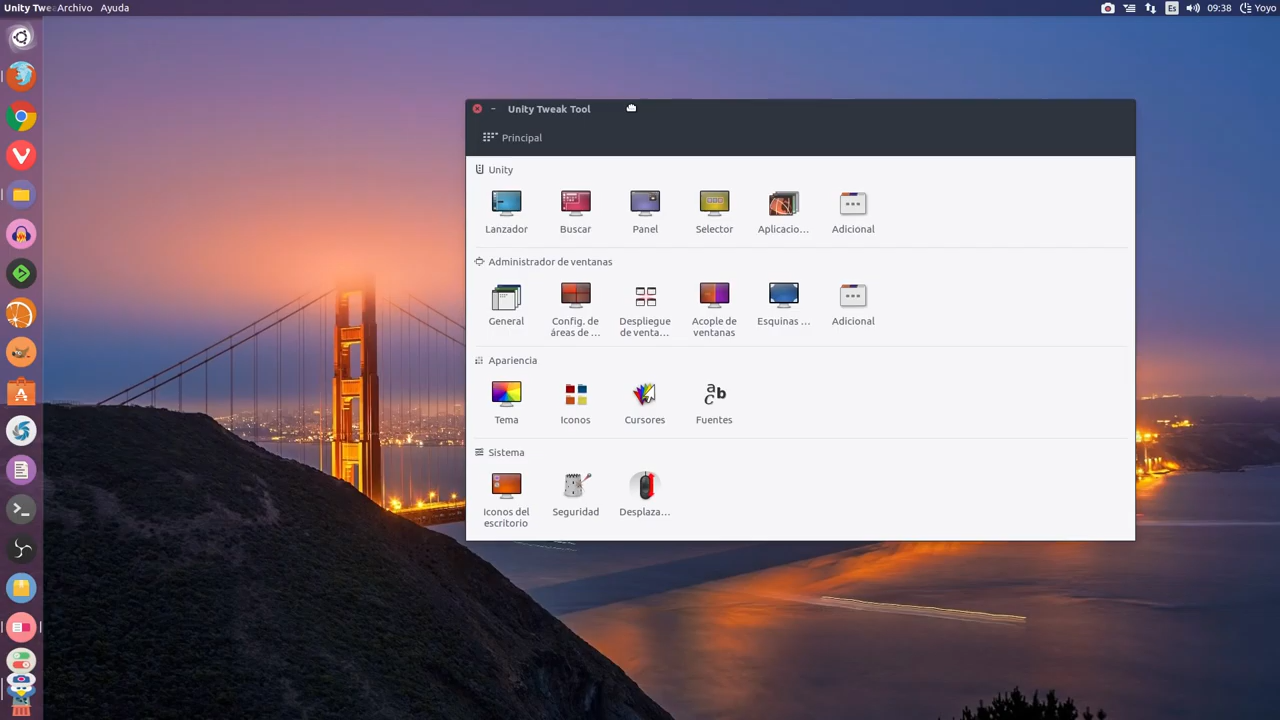 Unity Twe Archivo Ayuda
Es 09:38 Yoyo
Unity Tweak Tool
Principal
Unity
Lanzador Buscar Panel Selector Aplicacio... Adicional
Administrador de ventanas
General Config. de áreas de ... Despliegue de venta... Acople de ventanas Esquinas ... Adicional
Apariencia
Tema Iconos Cursores Fuentes
Sistema
Iconos del escritorio Seguridad Desplaza...